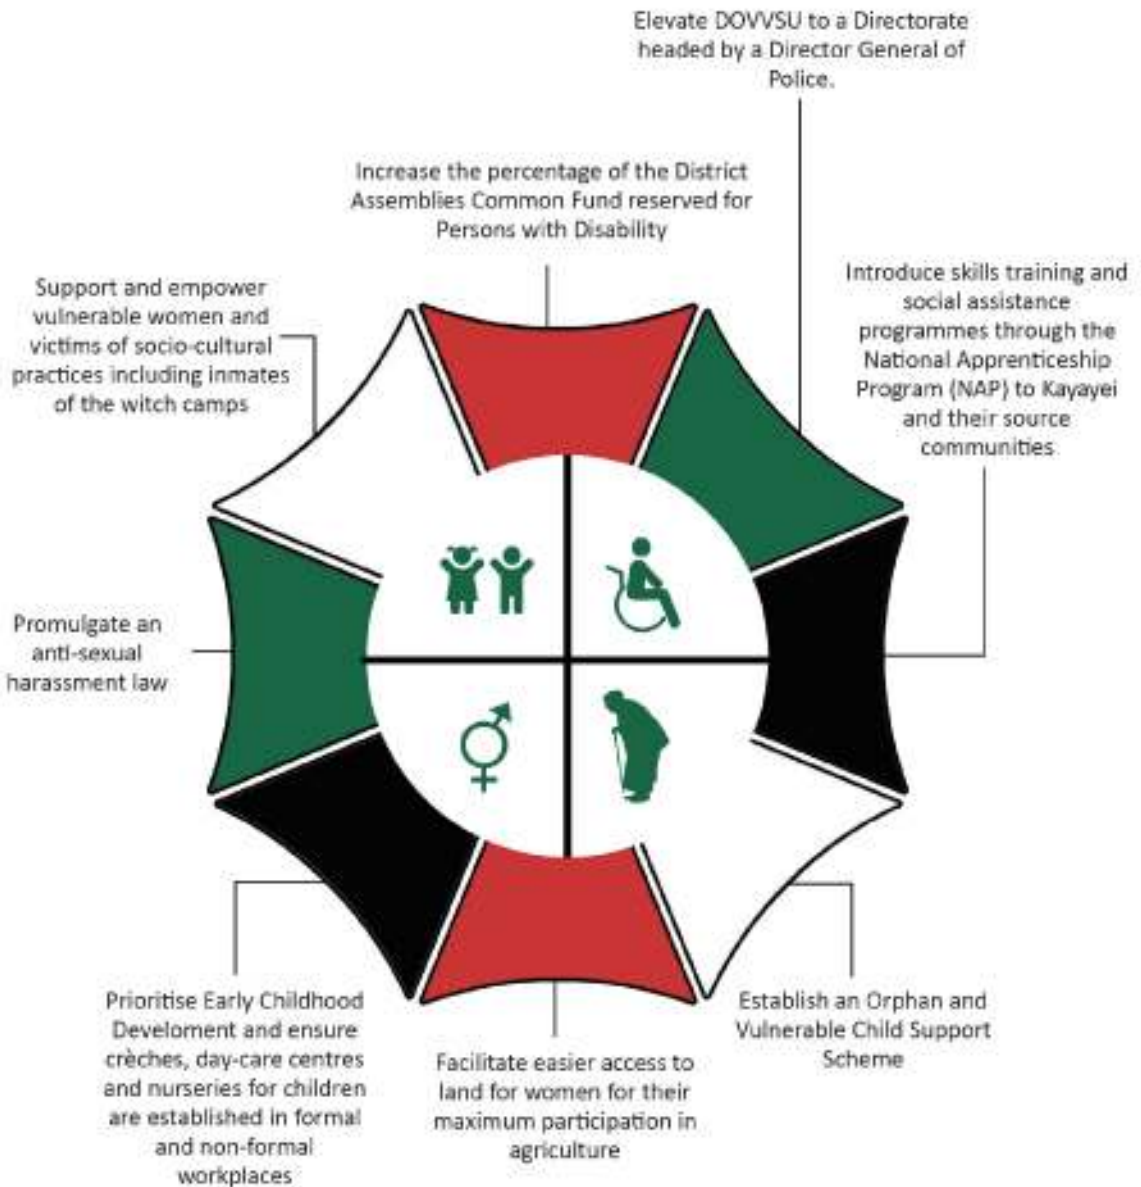 Elevate DOVVSU to a Directorate
headed by a Director General of
Police.
Increase the percentage of the District
Assemblies Common Fund reserved for
Persons with Disability
Introduce skills training and
social assistance
programmes through the
National Apprenticeship
Program (NAP) to Kayayei
and their source
communities
Support and empower
vulnerable women and
victims of socio-cultural
practices including inmates
of the witch camps
Promulgate an
anti-sexual
harassment law
Prioritise Early Childhood
Develoment and ensure
crèches, day-care centres
and nurseries for children
are established in formal
and non-formal
workplaces
Facilitate easier access to
land for women for their
maximum participation in
agriculture
Establish an Orphan and
Vulnerable Child Support
Scheme